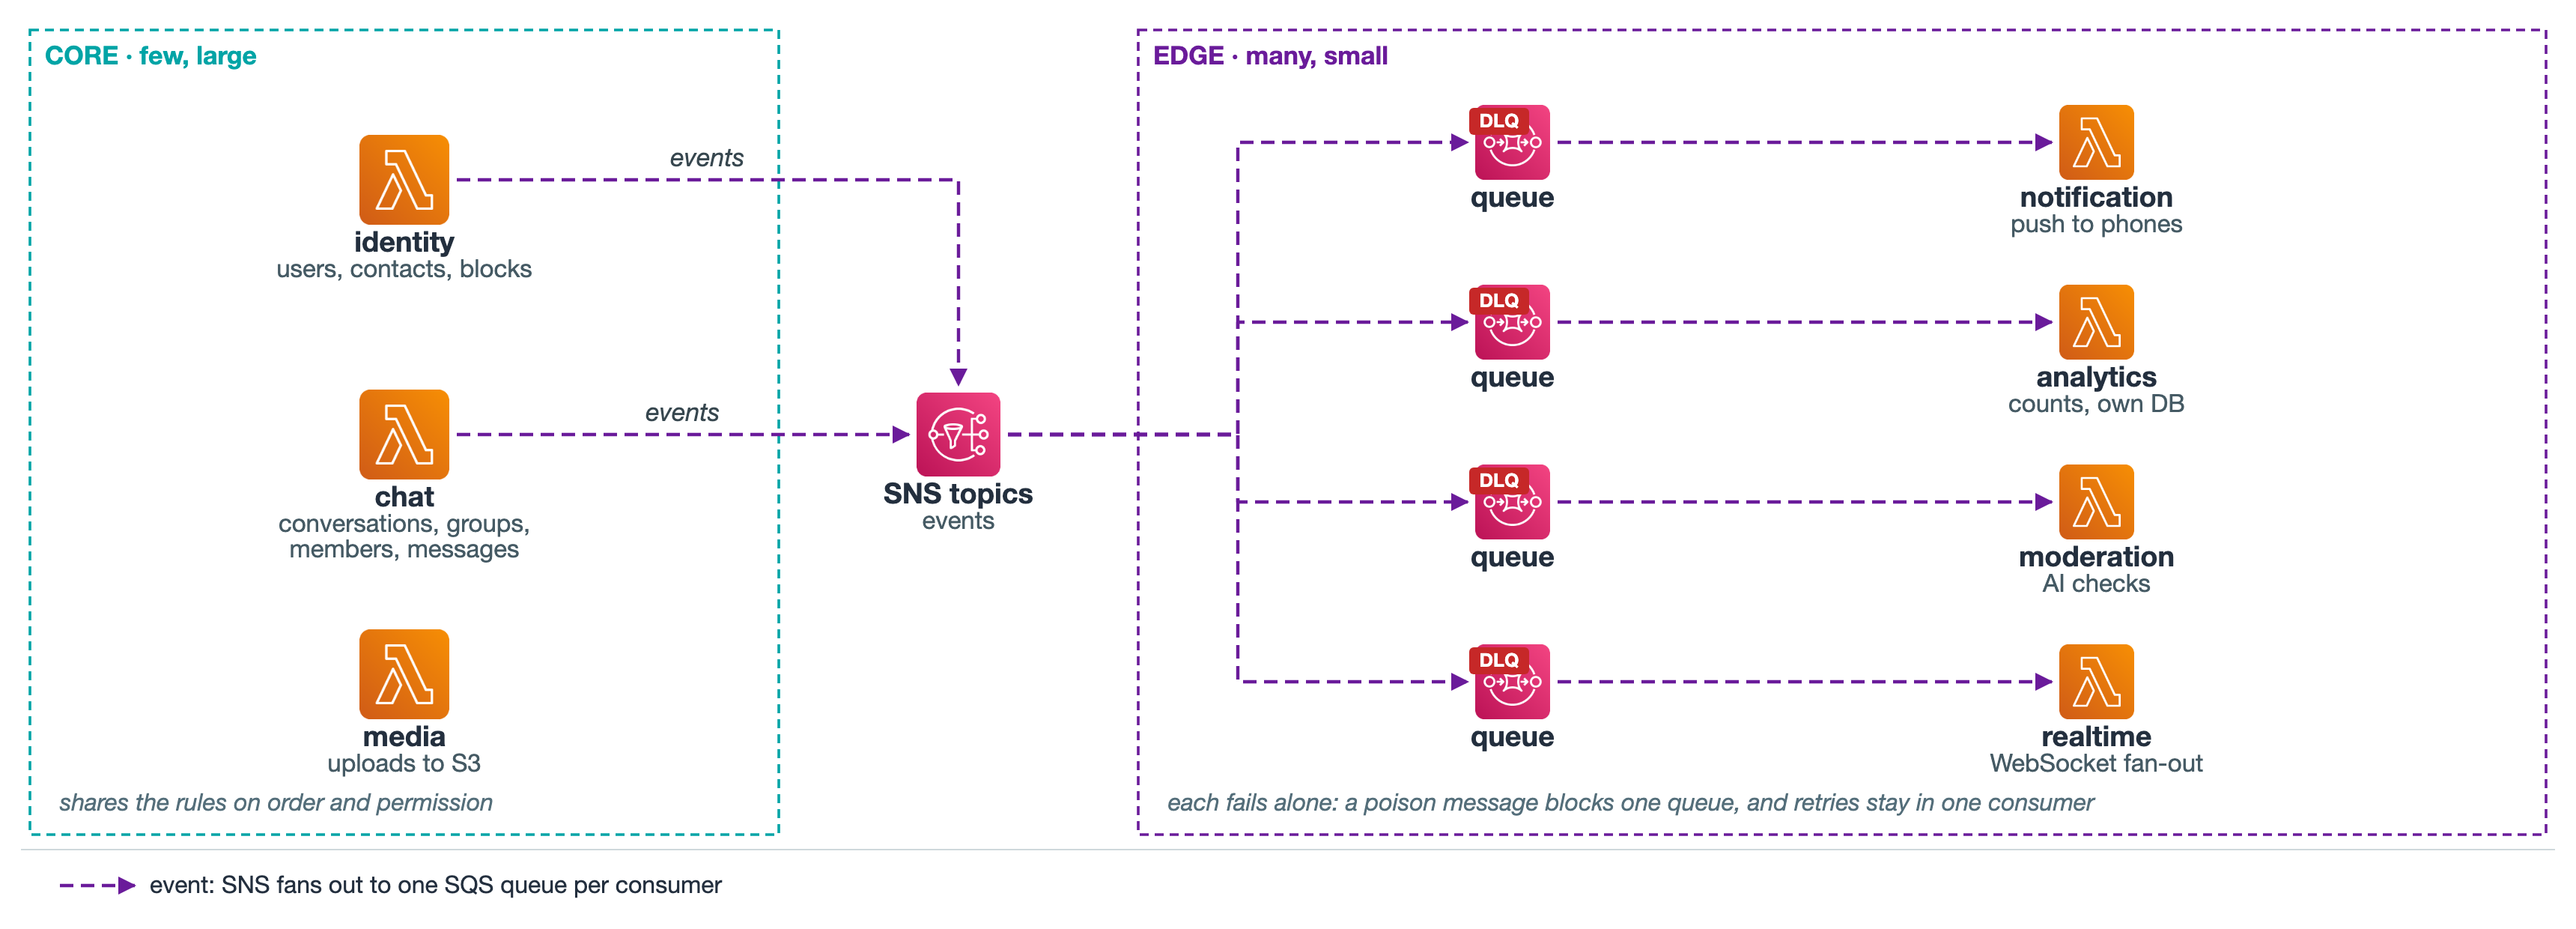 CORE · few, large
identity
users, contacts, blocks
events
chat
conversations, groups,
members, messages
events
media
uploads to S3
shares the rules on order and permission
SNS topics
events
EDGE · many, small
DLQ
queue
notification
push to phones
DLQ
queue
analytics
counts, own DB
DLQ
queue
moderation
AI checks
DLQ
queue
realtime
WebSocket fan-out
each fails alone: a poison message blocks one queue, and retries stay in one consumer
event: SNS fans out to one SQS queue per consumer